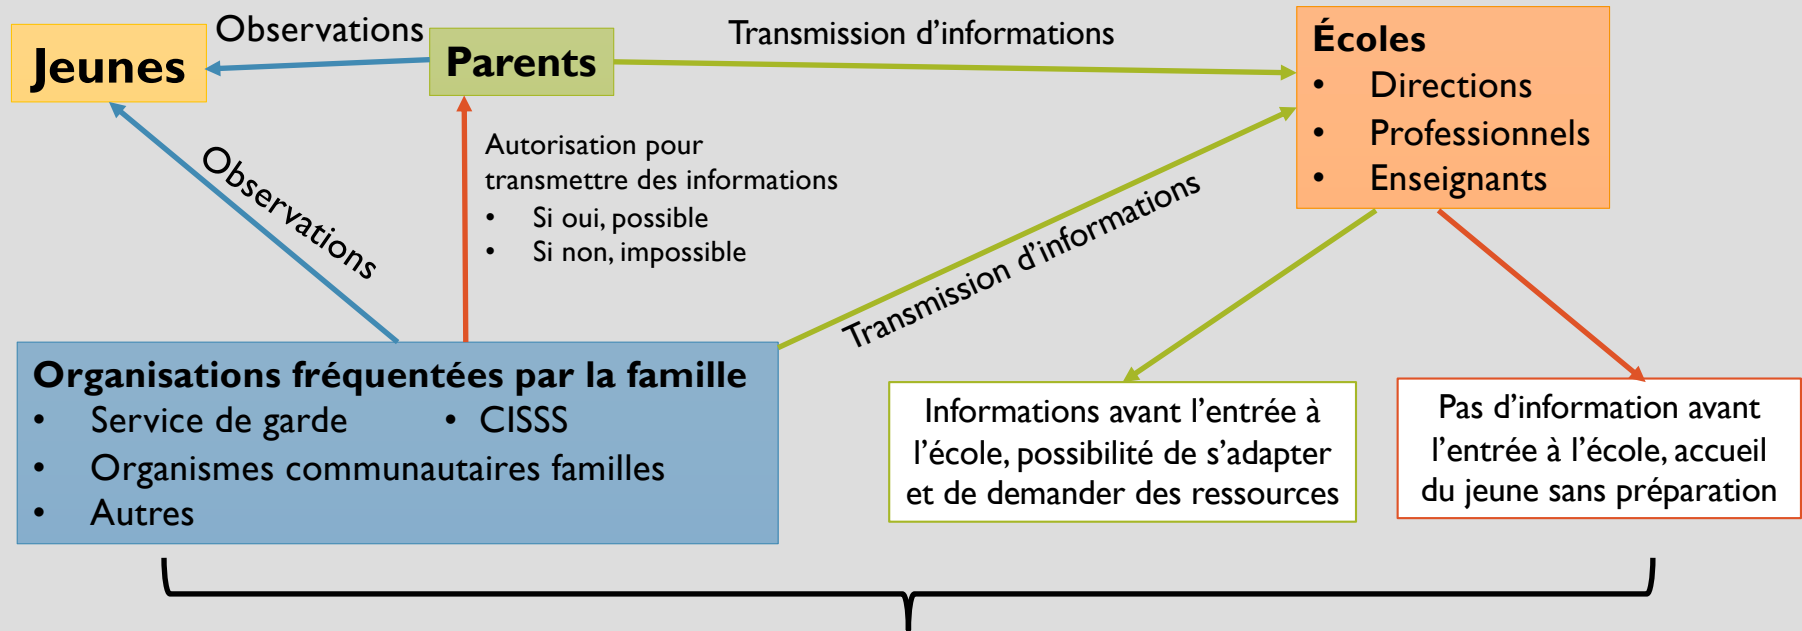 Jeunes
Observations
Parents
Transmission d’informations
Écoles
• Directions
• Professionnels
• Enseignants
Observations
Autorisation pour
transmettre des informations
• Si oui, possible
• Si non, impossible
Transmission d’informations
Organisations fréquentées par la famille
• Service de garde • CISSS
• Organismes communautaires familles
• Autres
Informations avant l’entrée à
l’école, possibilité de s’adapter
et de demander des ressources
Pas d’information avant
l’entrée à l’école, accueil
du jeune sans préparation